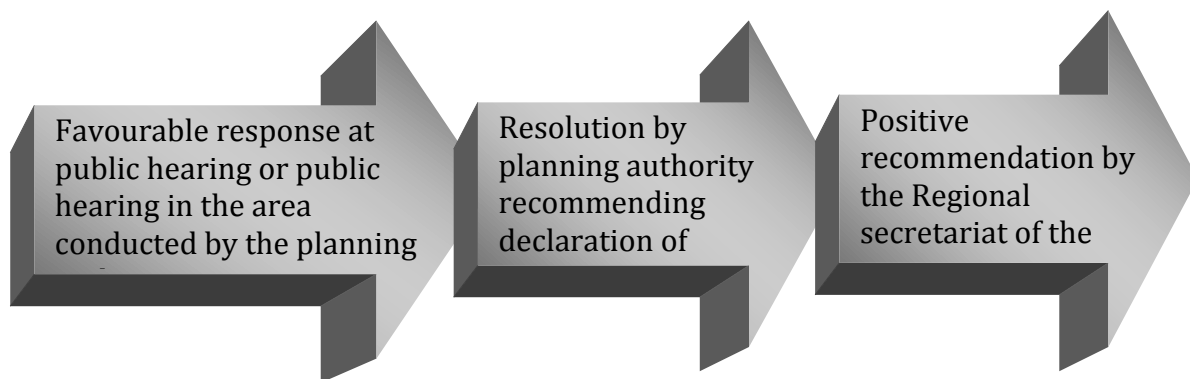 Favourable response at
public hearing or public
hearing in the area
conducted by the planning
Resolution by
planning authority
recommending
declaration of
Positive
recommendation by
the Regional
secretariat of the